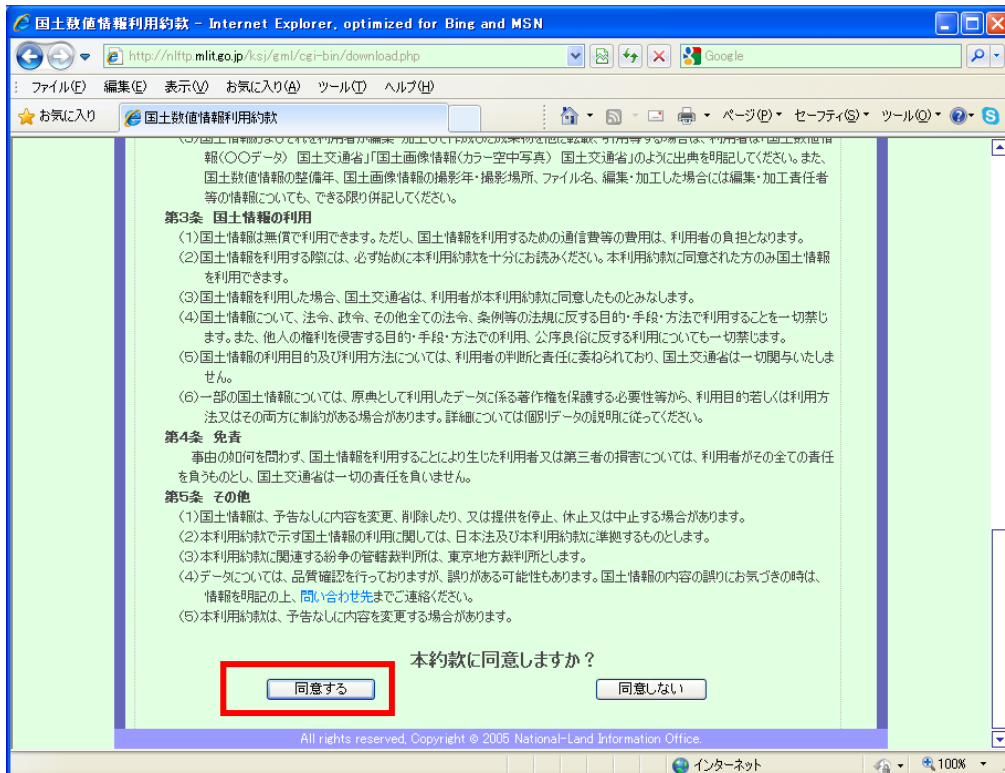 国土数値情報利用約款 - Internet Explorer, optimized for Bing and MSN
http://nlftp.mlit.go.jp/ksj/gml/cgi-bin/download.php
Google
ファイル(F) 編集(E) 表示(V) お気に入り(A) ツール(T) ヘルプ(H)
お気に入り 国土数値情報利用約款 ページ(P) セーフティ(S) ツール(O)
報(○○データ) 国土交通省」「国土画像情報(カラー空中写真) 国土交通省」のように出典を明記してください。また、
国土数値情報の整備年、国土画像情報の撮影年・撮影場所、ファイル名、編集・加工した場合には編集・加工責任者
等の情報についても、できる限り併記してください。
第3条 国土情報の利用
(1)国土情報は無償で利用できます。ただし、国土情報を利用するための通信費等の費用は、利用者の負担となります。
(2)国土情報を利用する際には、必ず始めに本利用約款を十分にお読みください。本利用約款に同意された方のみ国土情報
を利用できます。
(3)国土情報を利用した場合、国土交通省は、利用者が本利用約款に同意したものとみなします。
(4)国土情報について、法令、政令、その他全ての法令、条例等の法規に反する目的・手段・方法で利用することを一切禁じ
ます。また、他人の権利を侵害する目的・手段・方法での利用、公序良俗に反する利用についても一切禁じます。
(5)国土情報の利用目的及び利用方法については、利用者の判断と責任に委ねられており、国土交通省は一切関与いたしま
せん。
(6)一部の国土情報については、原典として利用したデータに係る著作権を保護する必要性等から、利用目的若しくは利用方
法又はその両方に制約がある場合があります。詳細については個別データの説明に従ってください。
第4条 免責
事由の如何を問わず、国土情報を利用することにより生じた利用者又は第三者の損害については、利用者がその全ての責任
を負うものとし、国土交通省は一切の責任を負いません。
第5条 その他
(1)国土情報は、予告なしに内容を変更、削除したり、又は提供を停止、休止又は中止する場合があります。
(2)本利用約款で示す国土情報の利用に関しては、日本法及び本利用約款に準拠するものとします。
(3)本利用約款に関連する紛争の管轄裁判所は、東京地方裁判所とします。
(4)データについては、品質確認を行っておりますが、誤りがある可能性もあります。国土情報の内容の誤りにお気づきの時は、
情報を明記の上、問い合わせ先までご連絡ください。
(5)本利用約款は、予告なしに内容を変更する場合があります。
本約款に同意しますか?
同意する 同意しない
All rights reserved, Copyright © 2005 National-Land Information Office.
インターネット 100%